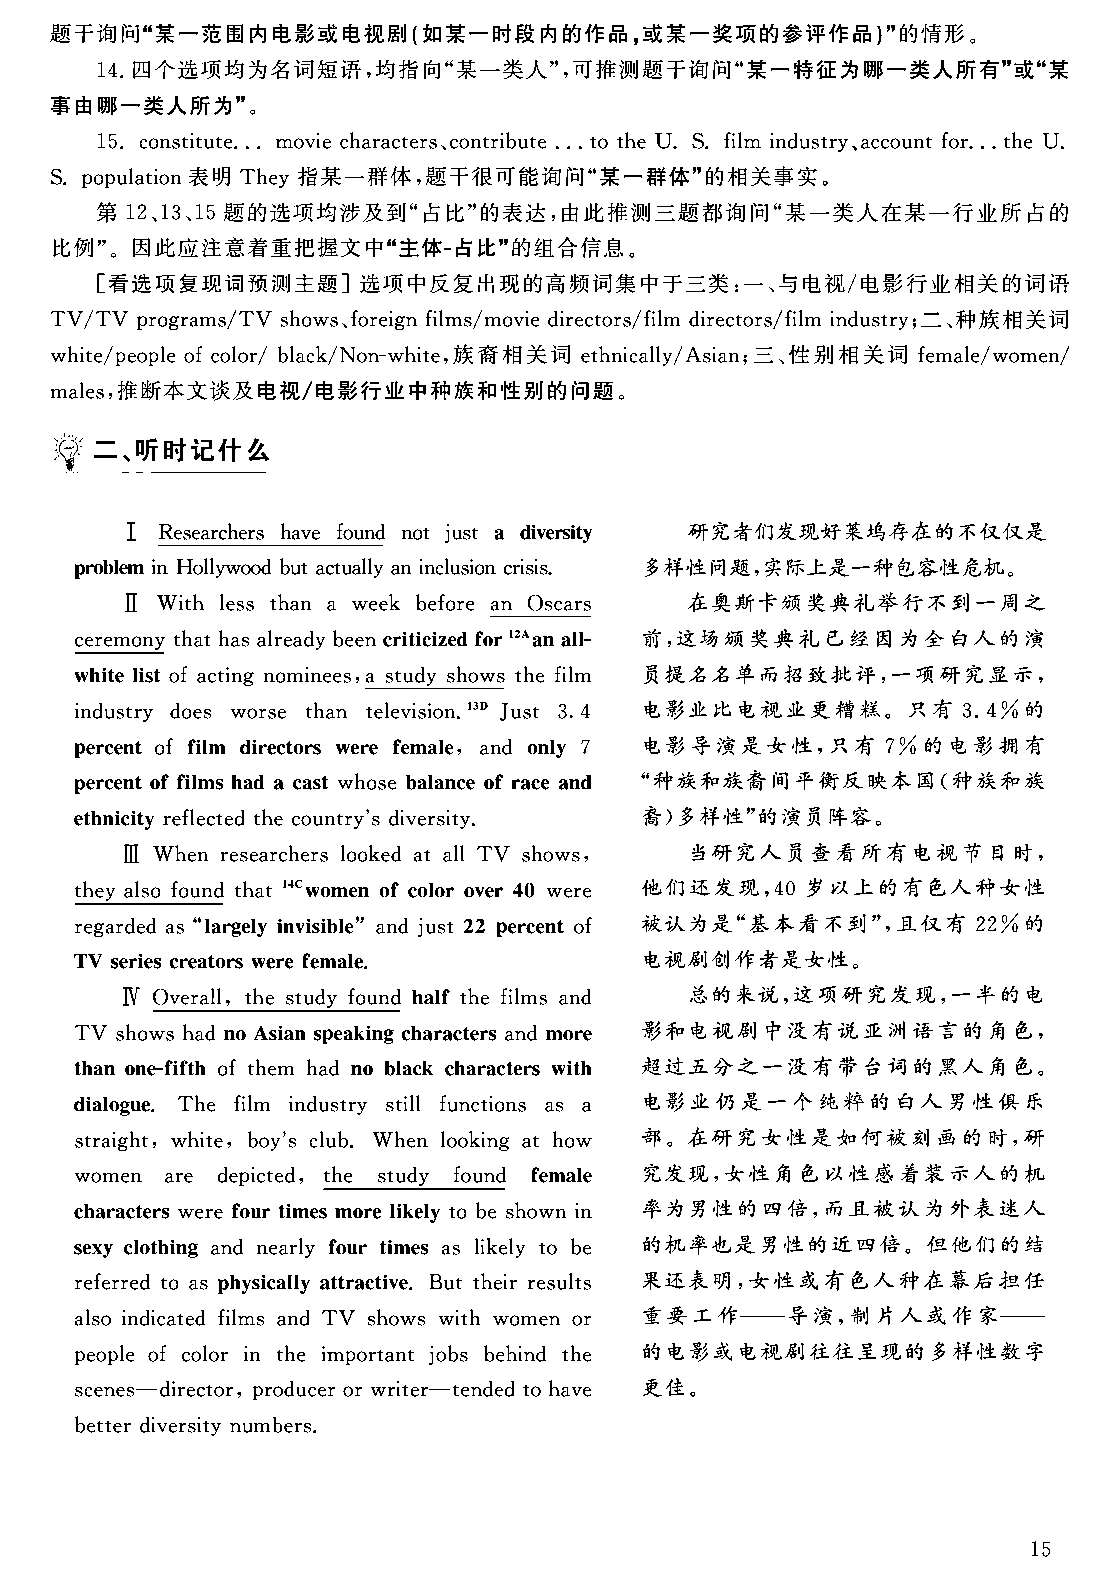 题于询问“某一范围内电影或电视剧(如某一时段内的作品,或某一奖项的参评作品)”的情形。
14.四个选项均为名词短语,均指向“某一类人”,可推测题于询问“某一特征为哪一类人所有”或“某
事由哪一类人所为”。
15. constitute... movie characters、contribute ...to the U. S. film industry、account for...the U.
S. population 表明 They 指某一群体,题干很可能询问“某一群体”的相关事实。
第 12、13、15 题的选项均涉及到“占比”的表达,由此推测三题都询问“某一类人在某一行业所占的
比例”。因此应注意着重把握文中“主体-占比”的组合信息。
[看选项复现词预测主题] 选项中反复出现的高频词集中于三类:一、与电视/电影行业相关的词语
TV/TV programs/TV shows、foreign films/movie directors/film directors/film industry;二、种族相关词
white/people of color/ black/Non-white,族裔相关词 ethnically/Asian;三、性别相关词 female/women/
males,推断本文谈及电视/电影行业中种族和性别的问题。
二、听时记什么
Ⅰ Researchers have found not just a diversity
problem in Hollywood but actually an inclusion crisis.
Ⅱ With less than a week before an Oscars
ceremony that has already been criticized for 12A an all-
white list of acting nominees, a study shows the film
industry does worse than television. 13D Just 3.4
percent of film directors were female, and only 7
percent of films had a cast whose balance of race and
ethnicity reflected the country's diversity.
Ⅲ When researchers looked at all TV shows,
they also found that 14C women of color over 40 were
regarded as “largely invisible” and just 22 percent of
TV series creators were female.
Ⅳ Overall, the study found half the films and
TV shows had no Asian speaking characters and more
than one-fifth of them had no black characters with
dialogue. The film industry still functions as a
straight, white, boy's club. When looking at how
women are depicted, the study found female
characters were four times more likely to be shown in
sexy clothing and nearly four times as likely to be
referred to as physically attractive. But their results
also indicated films and TV shows with women or
people of color in the important jobs behind the
scenes—director, producer or writer—tended to have
better diversity numbers.
研究者们发现好莱坞存在的不仅仅是
多样性问题,实际上是一种包容性危机。
在奥斯卡颁奖典礼举行不到一周之
前,这场颁奖典礼已经因为全白人的演
员提名名单而招致批评,一项研究显示,
电影业比电视业更糟糕。只有 3.4%的
电影导演是女性,只有 7%的电影拥有
“种族和族裔间平衡反映本国(种族和族
裔)多样性”的演员阵容。
当研究人员查看所有电视节目时,
他们还发现,40 岁以上的有色人种女性
被认为是“基本看不到”,且仅有 22%的
电视剧创作者是女性。
总的来说,这项研究发现,一半的电
影和电视剧中没有说亚洲语言的角色,
超过五分之一没有带台词的黑人角色。
电影业仍是一个纯粹的白人男性俱乐
部。在研究女性是如何被刻画的时,研
究发现,女性角色以性感着装示人的机
率为男性的四倍,而且被认为外表迷人
的机率也是男性的近四倍。但他们的结
果还表明,女性或有色人种在幕后担任
重要工作——导演,制片人或作家——
的电影或电视剧往往呈现的多样性数字
更佳。
15